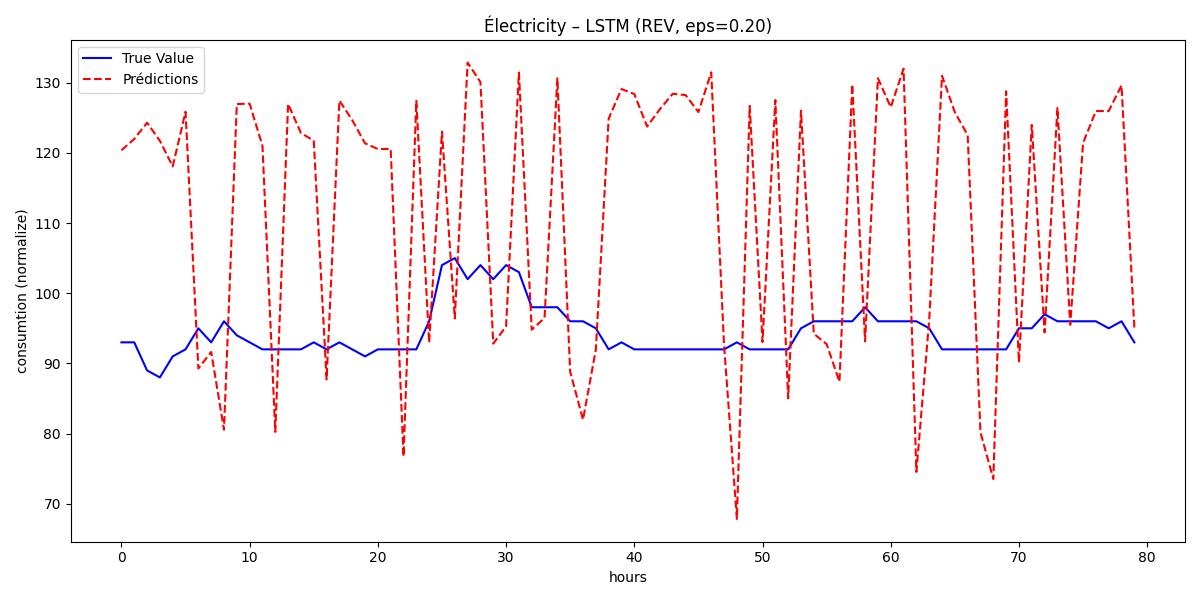 Électricity – LSTM (REV, eps=0.20)
True Value
Prédictions
consumtion (normalize)
130
120
110
100
90
80
70
0 10 20 30 40 50 60 70 80
hours